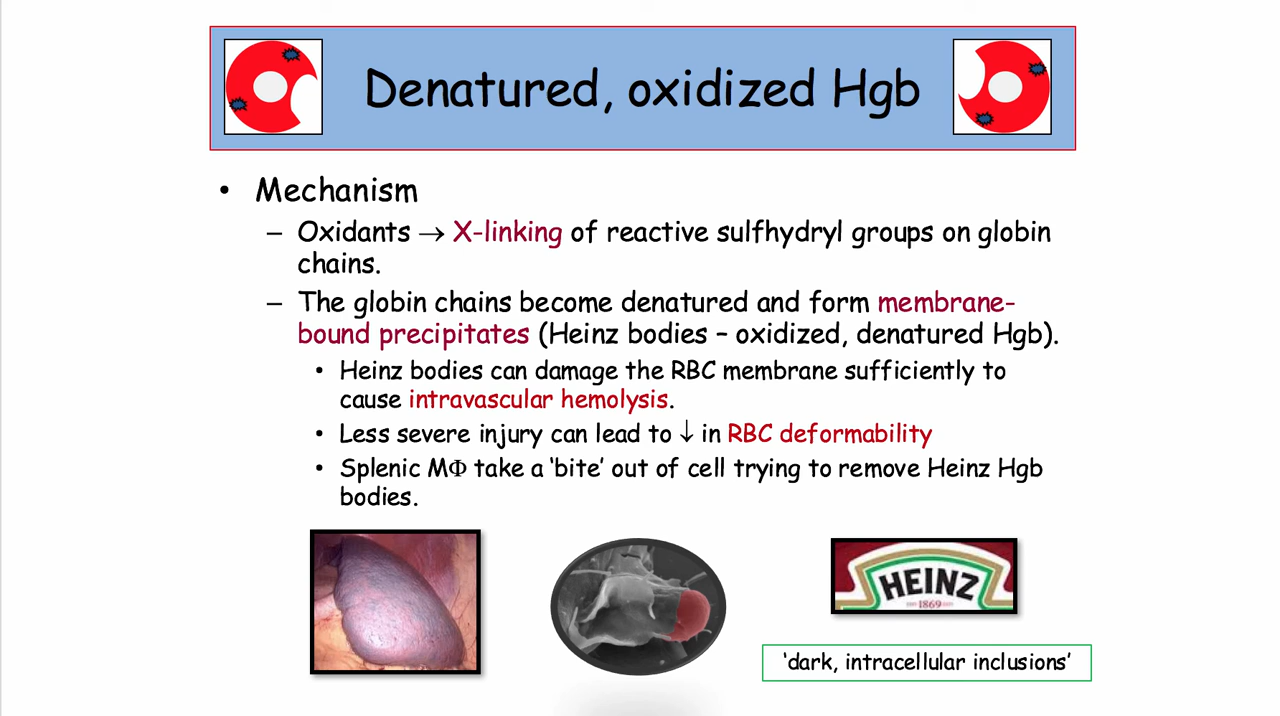 Denatured, oxidized Hgb
• Mechanism
– Oxidants → X-linking of reactive sulfhydryl groups on globin
chains.
– The globin chains become denatured and form membrane-
bound precipitates (Heinz bodies – oxidized, denatured Hgb).
• Heinz bodies can damage the RBC membrane sufficiently to
cause intravascular hemolysis.
• Less severe injury can lead to ↓ in RBC deformability
• Splenic MΦ take a ‘bite’ out of cell trying to remove Heinz Hgb
bodies.
HEINZ
1869
‘dark, intracellular inclusions’